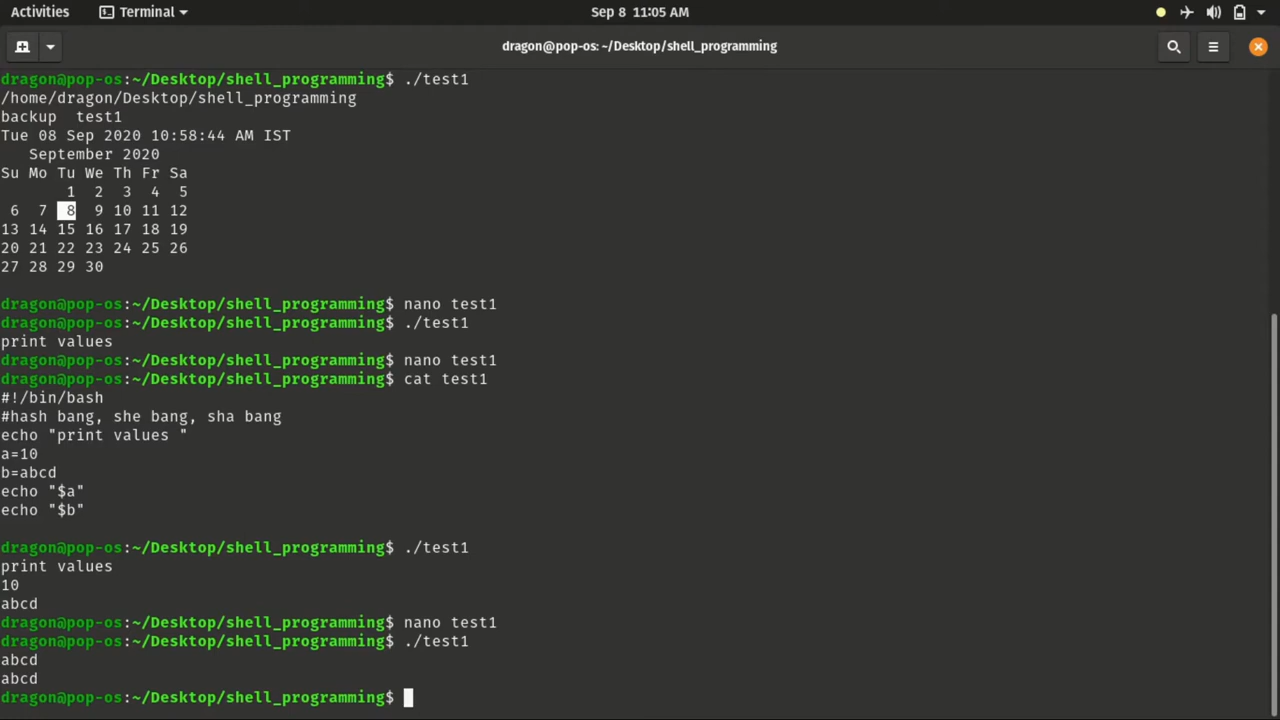 Activities Terminal Sep 8 11:05 AM
dragon@pop-os: ~/Desktop/shell_programming
dragon@pop-os:~/Desktop/shell_programming$ ./test1
/home/dragon/Desktop/shell_programming
backup  test1
Tue 08 Sep 2020 10:58:44 AM IST
   September 2020
Su Mo Tu We Th Fr Sa
       1  2  3  4  5
 6  7  8  9 10 11 12
13 14 15 16 17 18 19
20 21 22 23 24 25 26
27 28 29 30
dragon@pop-os:~/Desktop/shell_programming$ nano test1
dragon@pop-os:~/Desktop/shell_programming$ ./test1
print values
dragon@pop-os:~/Desktop/shell_programming$ nano test1
dragon@pop-os:~/Desktop/shell_programming$ cat test1
#!/bin/bash
#hash bang, she bang, sha bang
echo "print values "
a=10
b=abcd
echo "$a"
echo "$b"
dragon@pop-os:~/Desktop/shell_programming$ ./test1
print values
10
abcd
dragon@pop-os:~/Desktop/shell_programming$ nano test1
dragon@pop-os:~/Desktop/shell_programming$ ./test1
abcd
abcd
dragon@pop-os:~/Desktop/shell_programming$